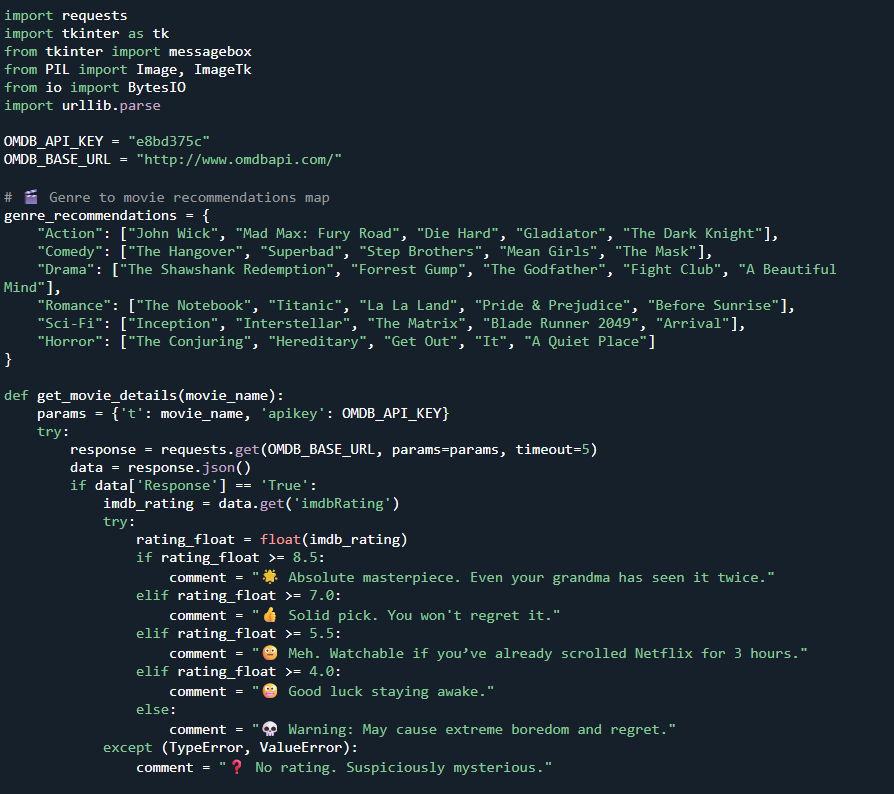 import requests
import tkinter as tk
from tkinter import messagebox
from PIL import Image, ImageTk
from io import BytesIO
import urllib.parse

OMDB_API_KEY = "e8bd375c"
OMDB_BASE_URL = "http://www.omdbapi.com/"

# 🎬 Genre to movie recommendations map
genre_recommendations = {
    "Action": ["John Wick", "Mad Max: Fury Road", "Die Hard", "Gladiator", "The Dark Knight"],
    "Comedy": ["The Hangover", "Superbad", "Step Brothers", "Mean Girls", "The Mask"],
    "Drama": ["The Shawshank Redemption", "Forrest Gump", "The Godfather", "Fight Club", "A Beautiful
Mind"],
    "Romance": ["The Notebook", "Titanic", "La La Land", "Pride & Prejudice", "Before Sunrise"],
    "Sci-Fi": ["Inception", "Interstellar", "The Matrix", "Blade Runner 2049", "Arrival"],
    "Horror": ["The Conjuring", "Hereditary", "Get Out", "It", "A Quiet Place"]
}

def get_movie_details(movie_name):
    params = {'t': movie_name, 'apikey': OMDB_API_KEY}
    try:
        response = requests.get(OMDB_BASE_URL, params=params, timeout=5)
        data = response.json()
        if data['Response'] == 'True':
            imdb_rating = data.get('imdbRating')
            try:
                rating_float = float(imdb_rating)
                if rating_float >= 8.5:
                    comment = "🌟 Absolute masterpiece. Even your grandma has seen it twice."
                elif rating_float >= 7.0:
                    comment = "👍 Solid pick. You won't regret it."
                elif rating_float >= 5.5:
                    comment = "😐 Meh. Watchable if you’ve already scrolled Netflix for 3 hours."
                elif rating_float >= 4.0:
                    comment = "😬 Good luck staying awake."
                else:
                    comment = "💀 Warning: May cause extreme boredom and regret."
            except (TypeError, ValueError):
                comment = "❓ No rating. Suspiciously mysterious."